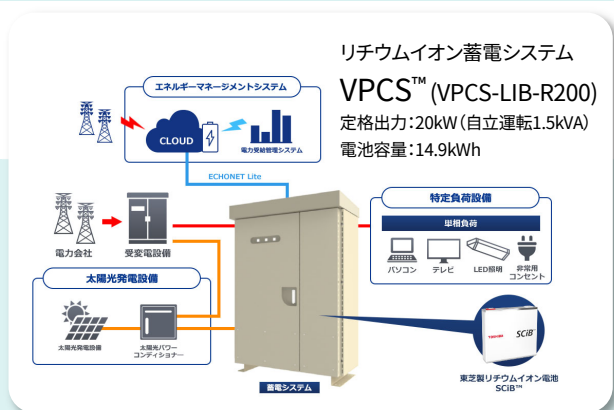 リチウムイオン蓄電システム
VPCS™ (VPCS-LIB-R200)
定格出力：20kW（自立運転1.5kVA）
電池容量：14.9kWh
エネルギーマネージメントシステム
CLOUD
電力受給管理システム
ECHONET Lite
電力会社
受変電設備
特定負荷設備
単相負荷
パソコン
テレビ
LED照明
非常用
コンセント
太陽光発電設備
太陽光発電設備
太陽光パワー
コンディショナー
蓄電システム
TOSHIBA
SCiB™
東芝製リチウムイオン電池
SCiB™